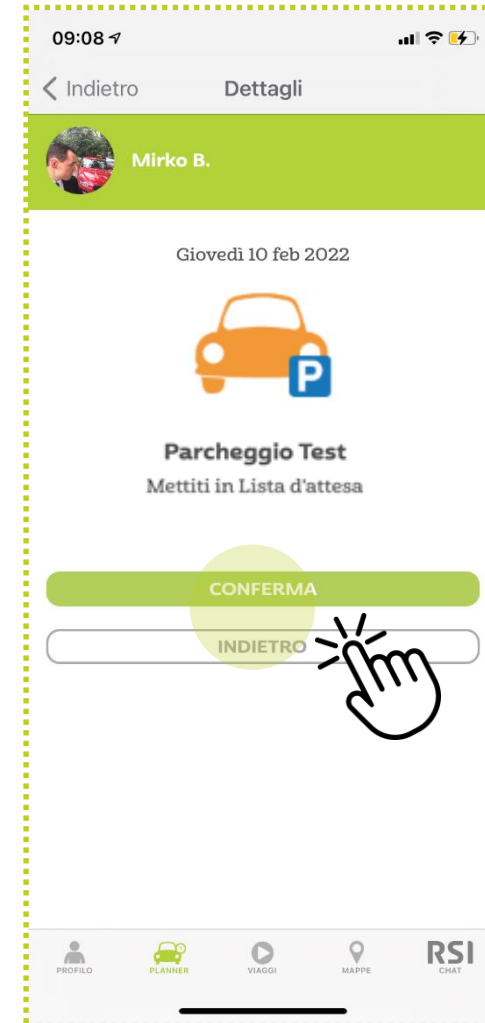 09:08
Indietro
Dettagli
Mirko B.
Giovedì 10 feb 2022
P
Parcheggio Test
Mettiti in Lista d'attesa
CONFERMA
INDIETRO
PROFILO
PLANNER
VIAGGI
MAPPE
RSI
CHAT